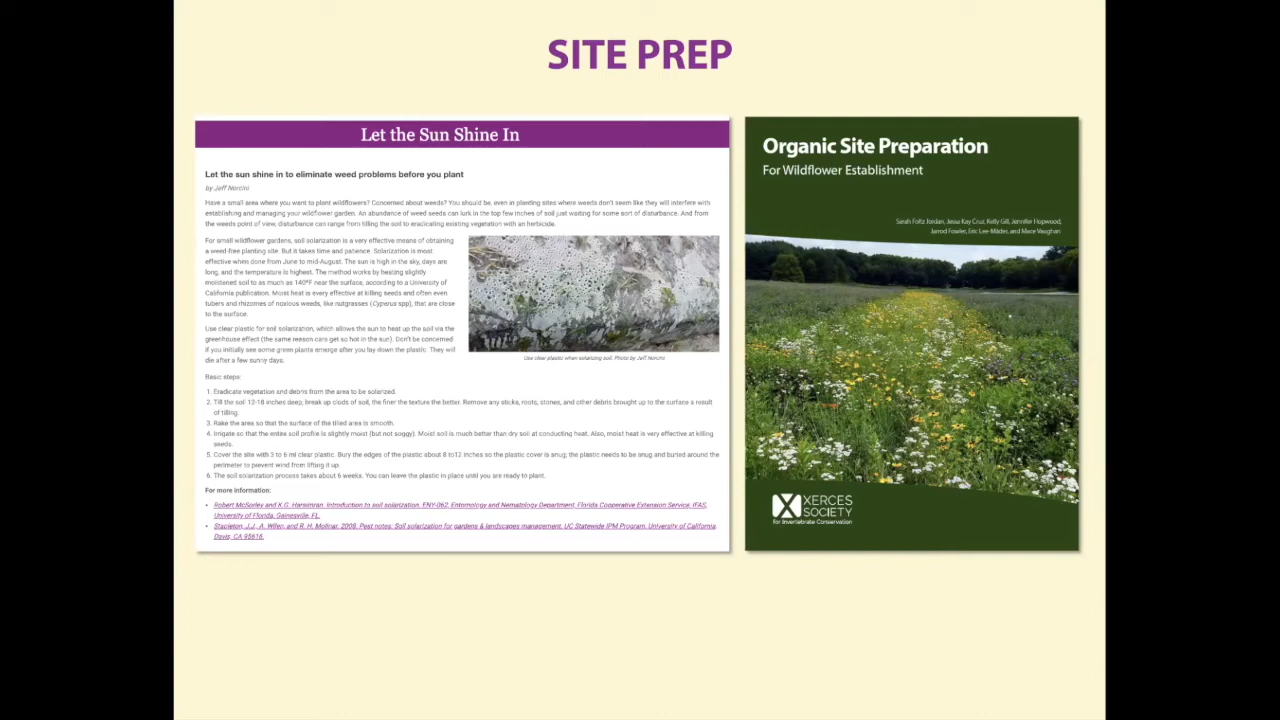 SITE PREP
Let the Sun Shine In
Let the sun shine in to eliminate weed problems before you plant
by Jeff Norcini
Have a small area where you want to plant wildflowers? Concerned about weeds? You should be, even in planting sites where weeds don't seem like they will interfere with
establishing and managing your wildflower garden. An abundance of weed seeds can lurk in the top few inches of soil just waiting for some sort of disturbance. And from
the weeds point of view, disturbance can range from tilling the soil to eradicating existing vegetation with an herbicide.
For small wildflower gardens, soil solarization is a very effective means of obtaining
a weed-free planting site. But it takes time and patience. Solarization is most
effective when done from June to mid-August. The sun is high in the sky, days are
long, and the temperature is highest. The method works by heating slightly
moistened soil to as much as 140ºF near the surface, according to a University of
California publication. Moist heat is every effective at killing seeds and often even
tubers and rhizomes of noxious weeds, like nutgrasses (Cyperus spp), that are close
to the surface.
Use clear plastic for soil solarization, which allows the sun to heat up the soil via the
greenhouse effect (the same reason cars get so hot in the sun). Don't be concerned
if you initially see some green plants emerge after you lay down the plastic. They will
die after a few sunny days.
Use clear plastic when solarizing soil. Photo by Jeff Norcini
Basic steps:
1. Eradicate vegetation and debris from the area to be solarized.
2. Till the soil 12-18 inches deep; break up clods of soil, the finer the texture the better. Remove any sticks, roots, stones, and other debris brought up to the surface a result
of tilling.
3. Rake the area so that the surface of the tilled area is smooth.
4. Irrigate so that the entire soil profile is slightly moist (but not soggy). Moist soil is much better than dry soil at conducting heat. Also, moist heat is very effective at killing
seeds.
5. Cover the site with 3 to 6 mil clear plastic. Bury the edges of the plastic about 8 to12 inches so the plastic cover is snug; the plastic needs to be snug and buried around the
perimeter to prevent wind from lifting it up.
6. The soil solarization process takes about 6 weeks. You can leave the plastic in place until you are ready to plant.
For more information:
• Robert McSorley and K.G. Hansimran. Introduction to soil solarization. ENY-062. Entomology and Nematology Department, Florida Cooperative Extension Service, IFAS,
University of Florida, Gainesville, FL.
• Stapleton, J.J., A. Wilen, and R. H. Molinar. 2008. Pest notes: Soil solarization for gardens & landscapes management. UC Statewide IPM Program, University of California,
Davis, CA 95616.
Organic Site Preparation
For Wildflower Establishment
Sarah Foltz Jordan, Jessa Kay Cruz, Kelly Gill, Jennifer Hopwood,
Jarrod Fowler, Eric Lee-Mäder, and Mace Vaughan
XERCES
SOCIETY
for Invertebrate Conservation